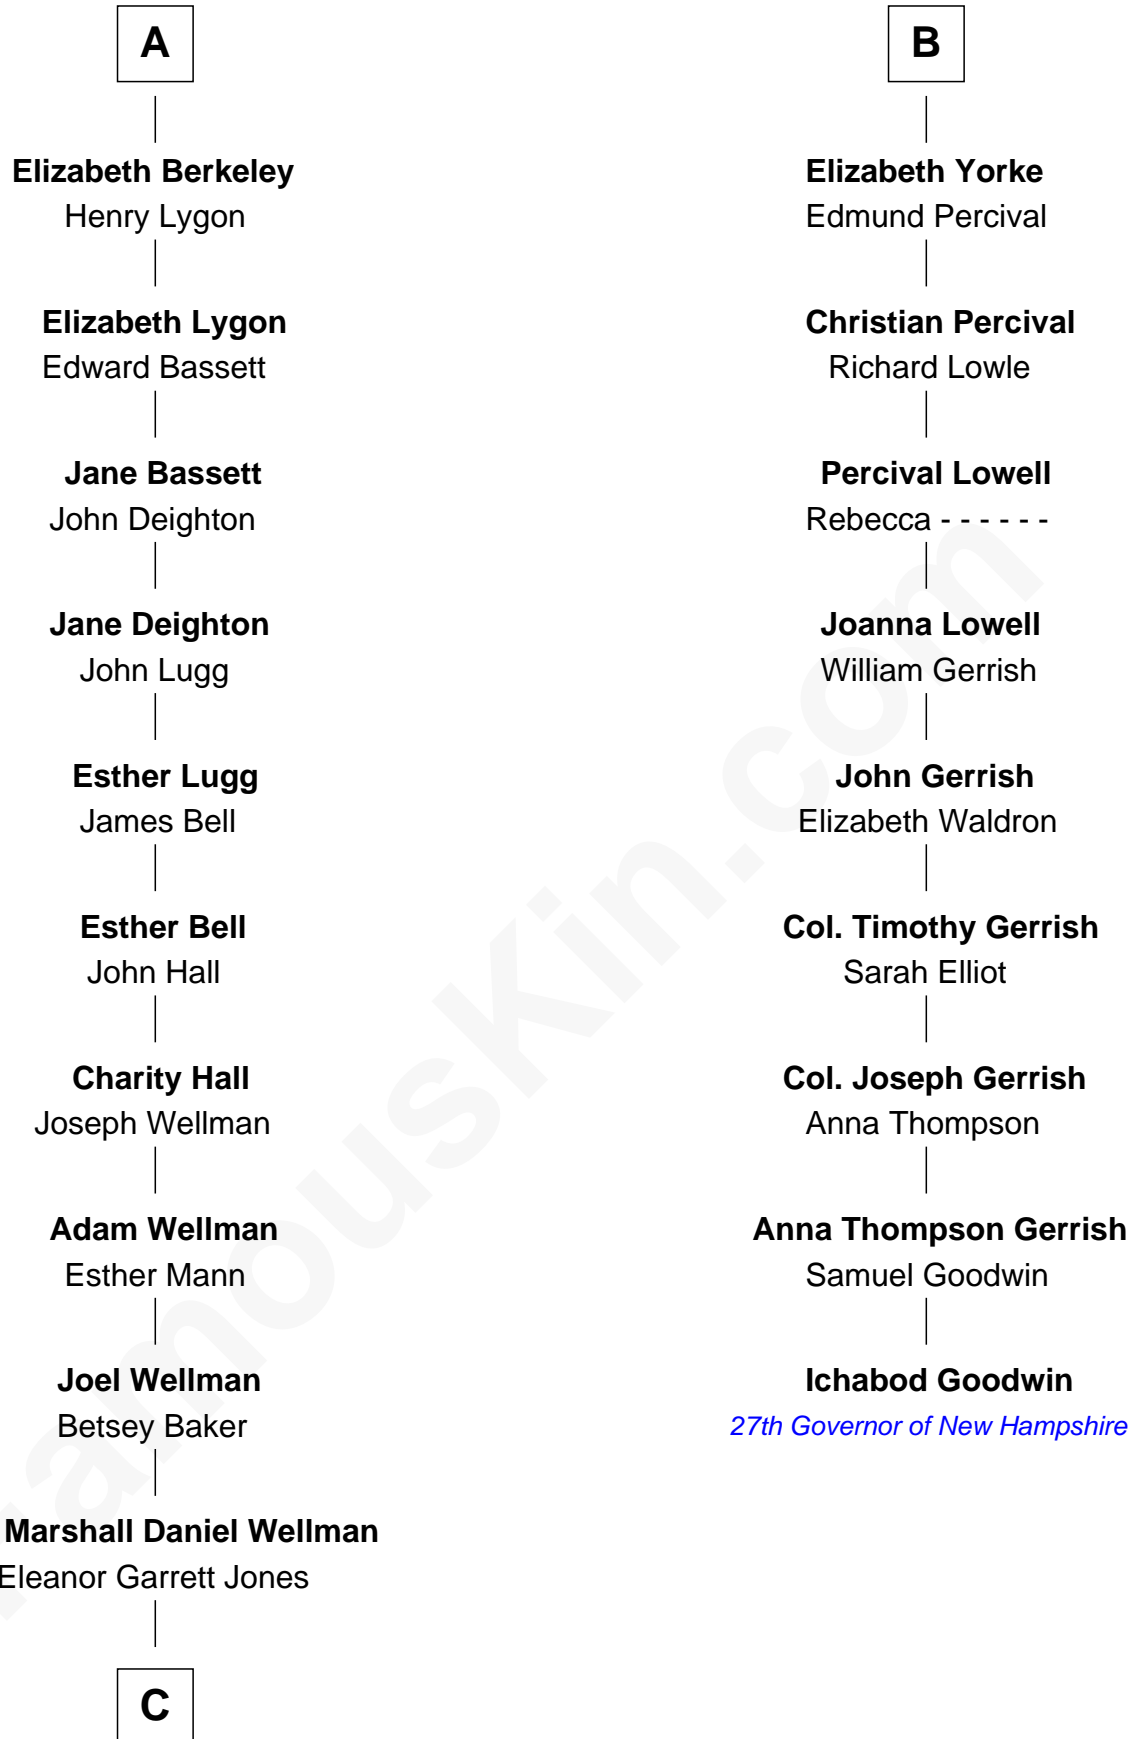 A
Elizabeth Berkeley
Henry Lygon
Elizabeth Lygon
Edward Bassett
Jane Bassett
John Deighton
Jane Deighton
John Lugg
Esther Lugg
James Bell
Esther Bell
John Hall
Charity Hall
Joseph Wellman
Adam Wellman
Esther Mann
Joel Wellman
Betsey Baker
Marshall Daniel Wellman
Eleanor Garrett Jones
C
B
Elizabeth Yorke
Edmund Percival
Christian Percival
Richard Lowle
Percival Lowell
Rebecca - - - - - -
Joanna Lowell
William Gerrish
John Gerrish
Elizabeth Waldron
Col. Timothy Gerrish
Sarah Elliot
Col. Joseph Gerrish
Anna Thompson
Anna Thompson Gerrish
Samuel Goodwin
Ichabod Goodwin
27th Governor of New Hampshire
FamousKin.com